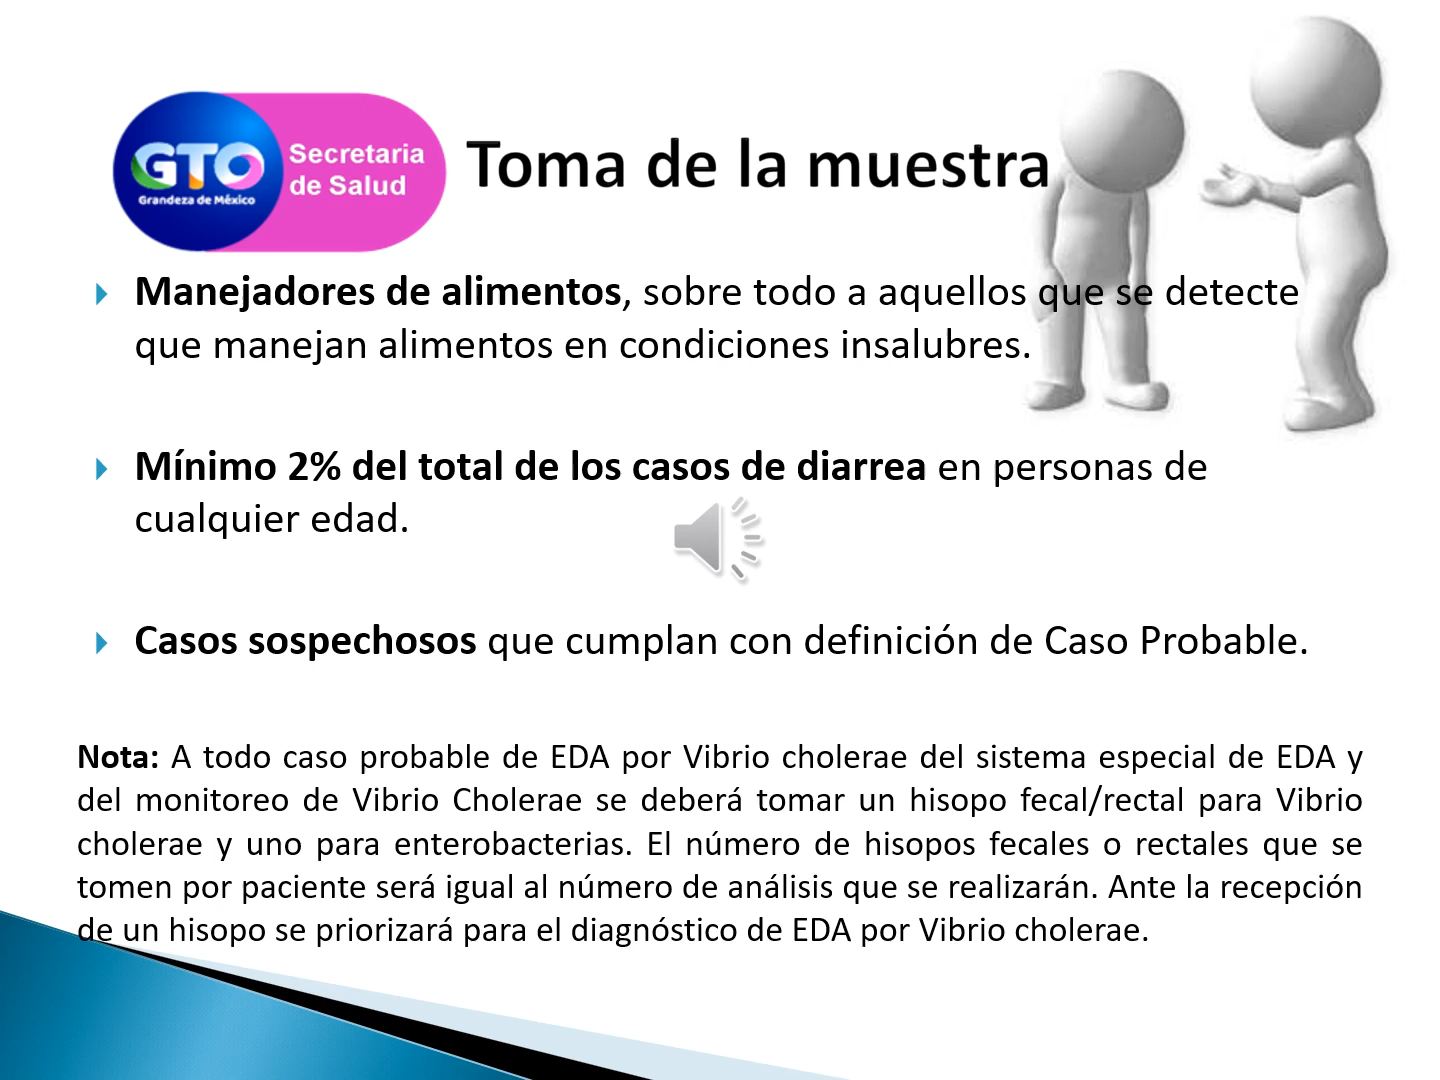 GTO
Grandeza de México
Secretaria
de Salud
Toma de la muestra
Manejadores de alimentos, sobre todo a aquellos que se detecte
que manejan alimentos en condiciones insalubres.
Mínimo 2% del total de los casos de diarrea en personas de
cualquier edad.
Casos sospechosos que cumplan con definición de Caso Probable.
Nota: A todo caso probable de EDA por Vibrio cholerae del sistema especial de EDA y
del monitoreo de Vibrio Cholerae se deberá tomar un hisopo fecal/rectal para Vibrio
cholerae y uno para enterobacterias. El número de hisopos fecales o rectales que se
tomen por paciente será igual al número de análisis que se realizarán. Ante la recepción
de un hisopo se priorizará para el diagnóstico de EDA por Vibrio cholerae.